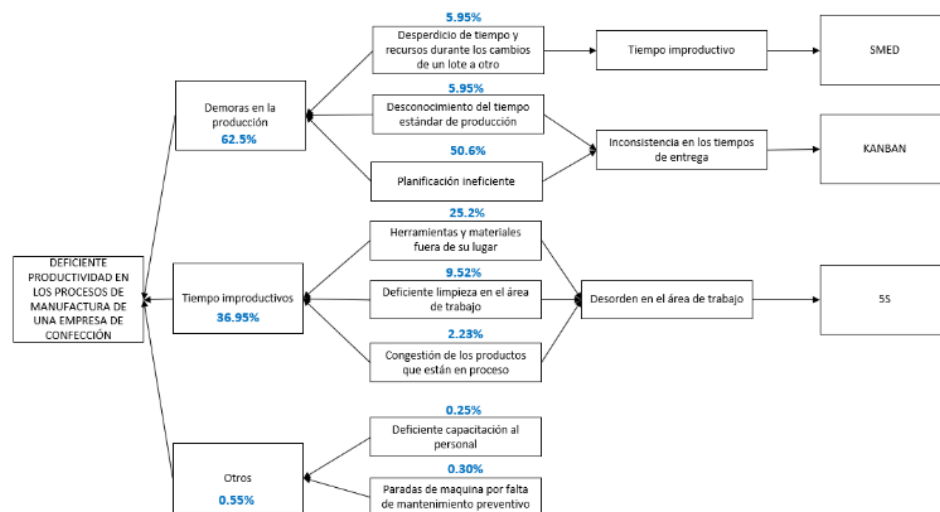 5.95%
Desperdicio de tiempo y
recursos durante los cambios
de un lote a otro
Tiempo improductivo
SMED
Demoras en la
producción
62.5%
5.95%
Desconocimiento del tiempo
estándar de producción
Inconsistencia en los tiempos
de entrega
KANBAN
50.6%
Planificación ineficiente
25.2%
Herramientas y materiales
fuera de su lugar
DEFICIENTE
PRODUCTIVIDAD EN
LOS PROCESOS DE
MANUFACTURA DE
UNA EMPRESA DE
CONFECCIÓN
Tiempo improductivos
36.95%
9.52%
Deficiente limpieza en el área
de trabajo
Desorden en el área de trabajo
5S
2.23%
Congestión de los productos
que están en proceso
0.25%
Deficiente capacitación al
personal
Otros
0.55%
0.30%
Paradas de maquina por falta
de mantenimiento preventivo